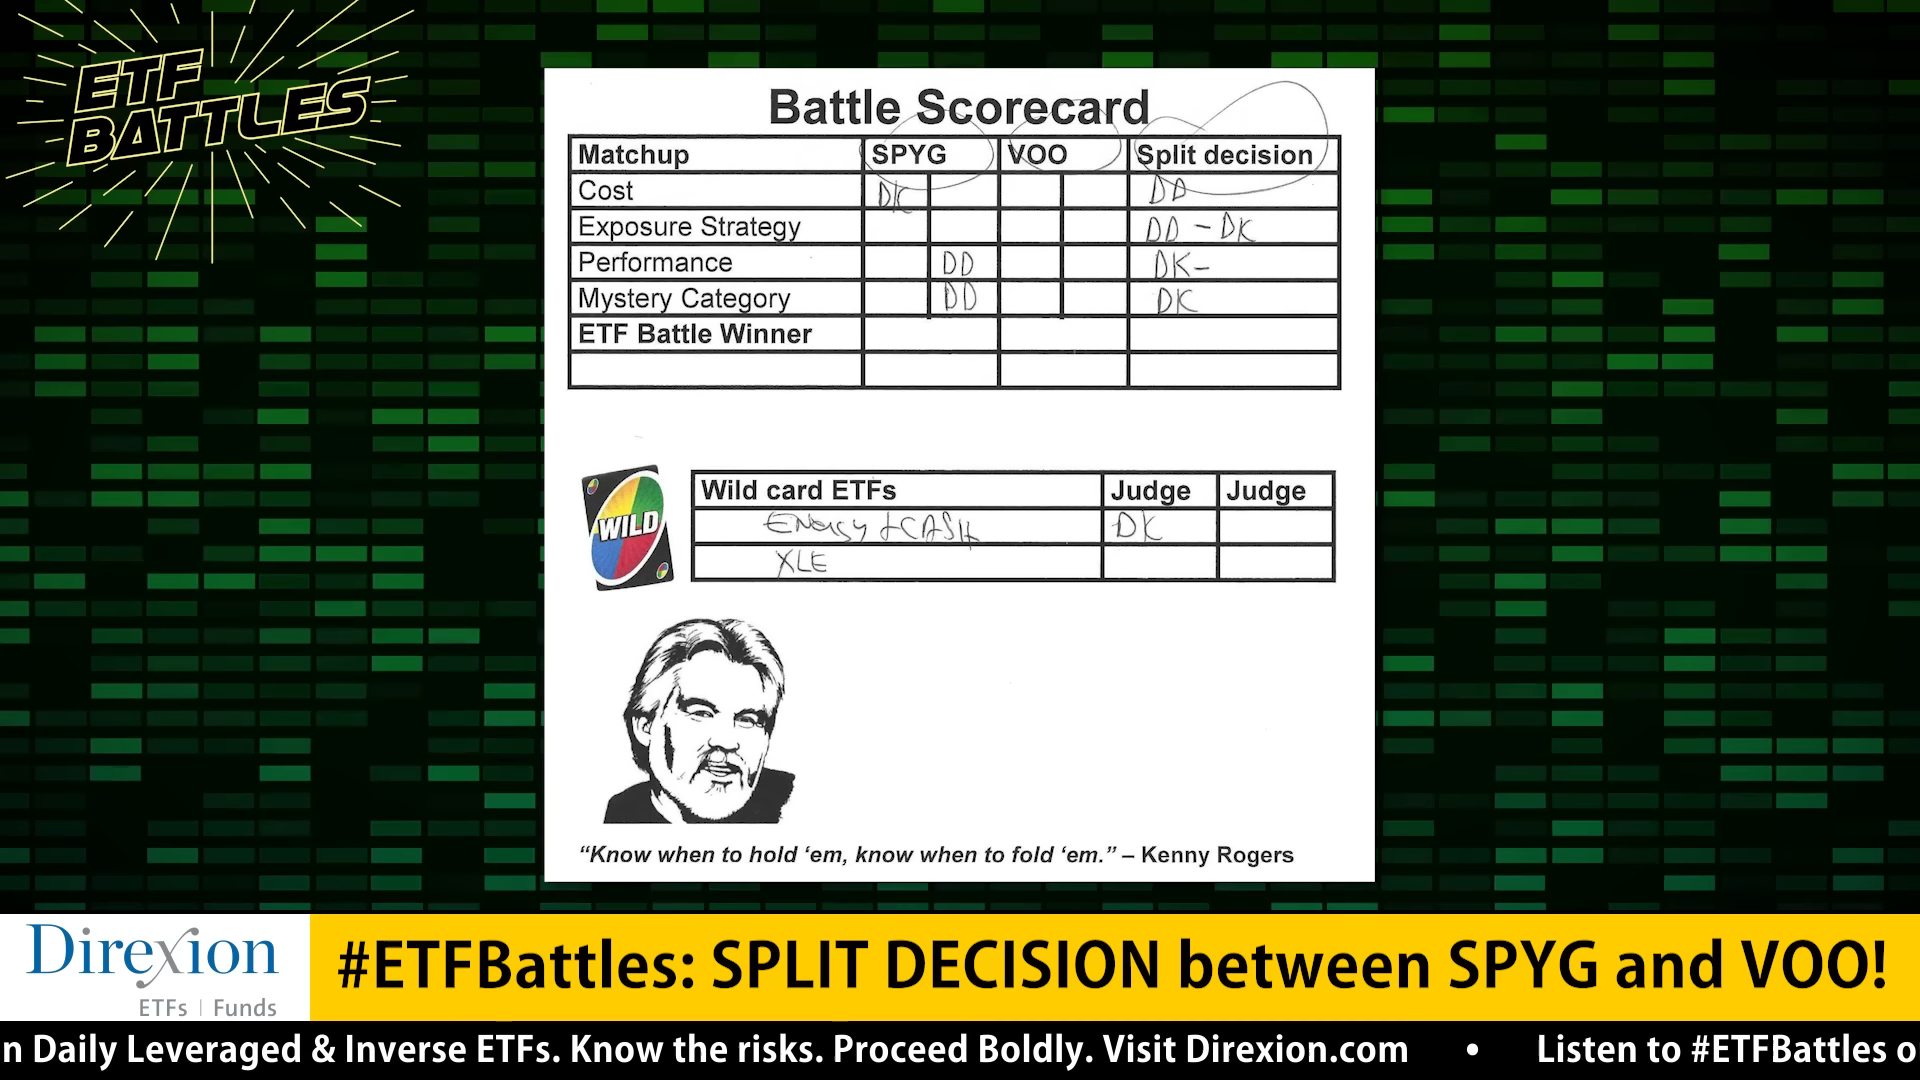 ETF
BATTLES
Battle Scorecard
Matchup SPYG VOO Split decision
Cost DK DD
Exposure Strategy DD - DK
Performance DD DK-
Mystery Category DD DK
ETF Battle Winner
WILD
Wild card ETFs Judge Judge
Energy + CASH DK
XLE
“Know when to hold ‘em, know when to fold ‘em.” – Kenny Rogers
Direxion
ETFs | Funds
#ETFBattles: SPLIT DECISION between SPYG and VOO!
n Daily Leveraged & Inverse ETFs. Know the risks. Proceed Boldly. Visit Direxion.com • Listen to #ETFBattles o